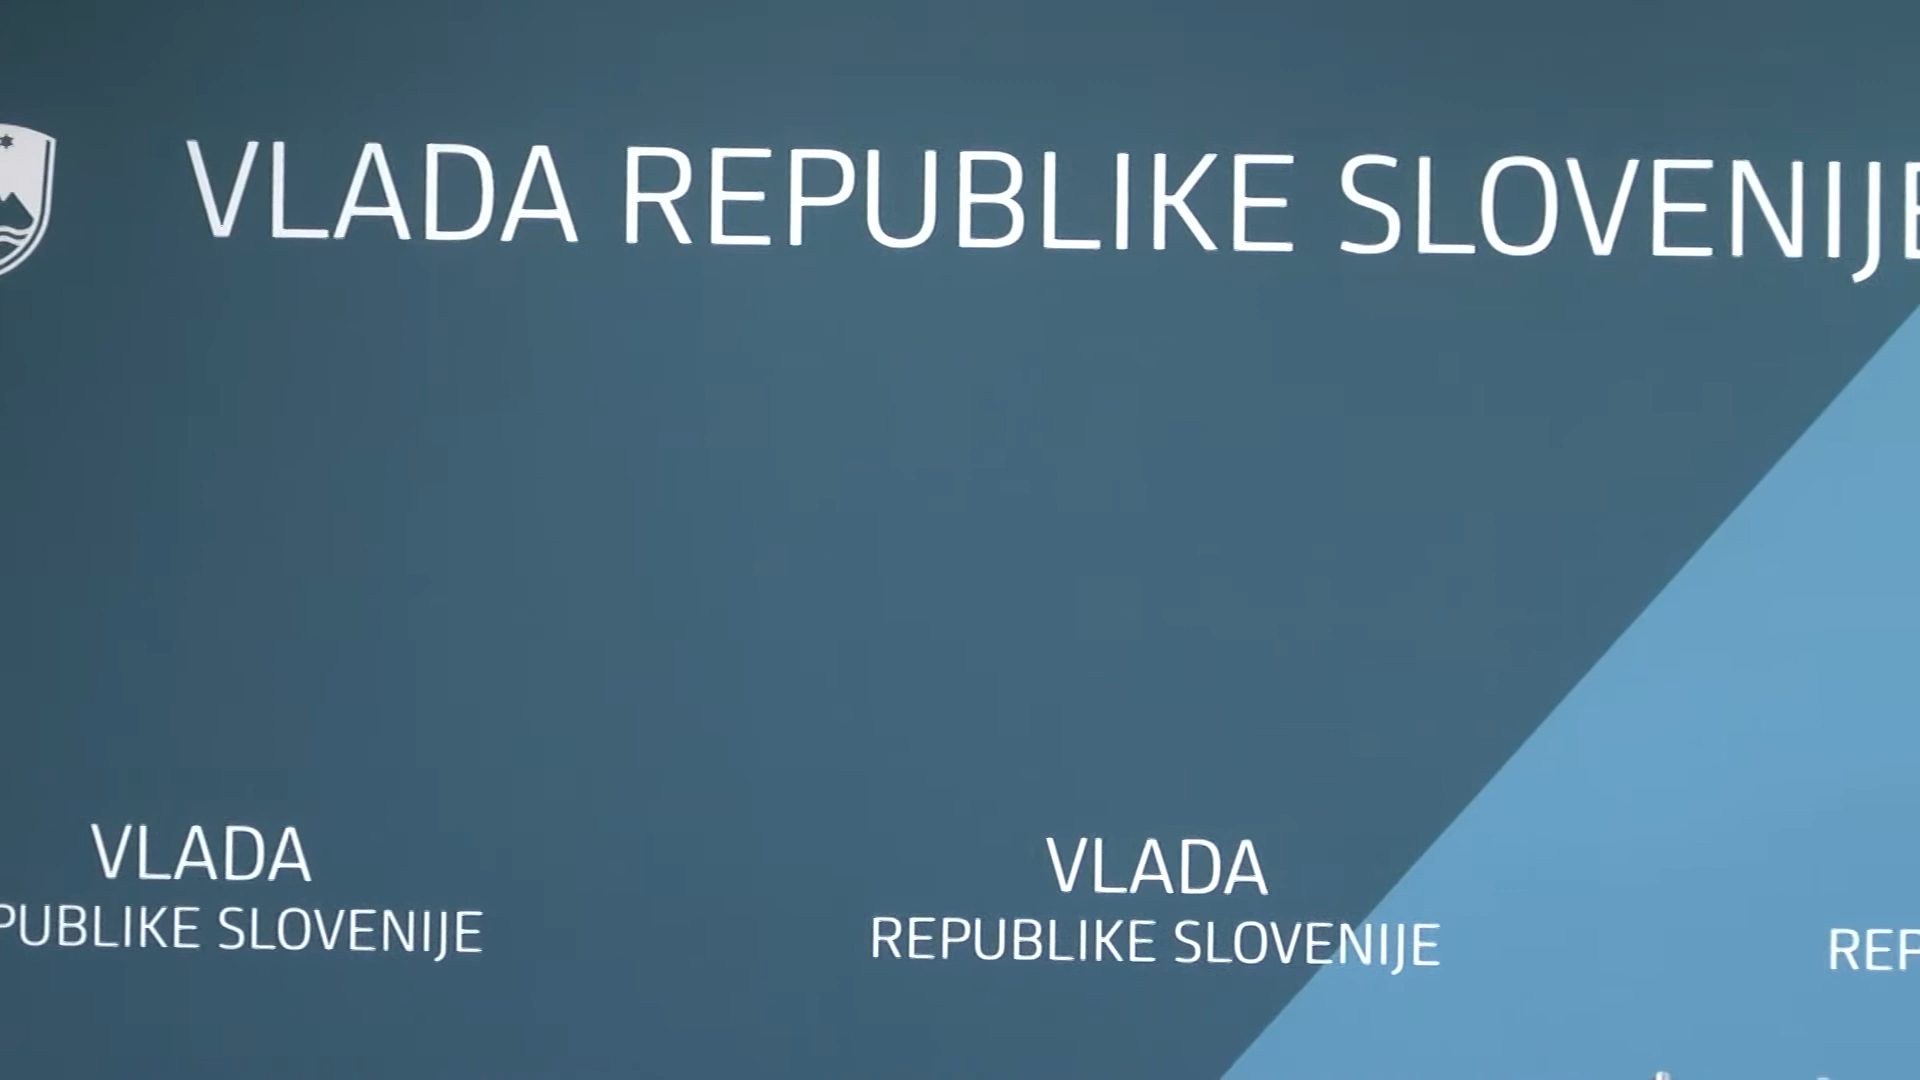 VLADA REPUBLIKE SLOVENIJE
VLADA
PUBLIKE SLOVENIJE
VLADA
REPUBLIKE SLOVENIJE
REP